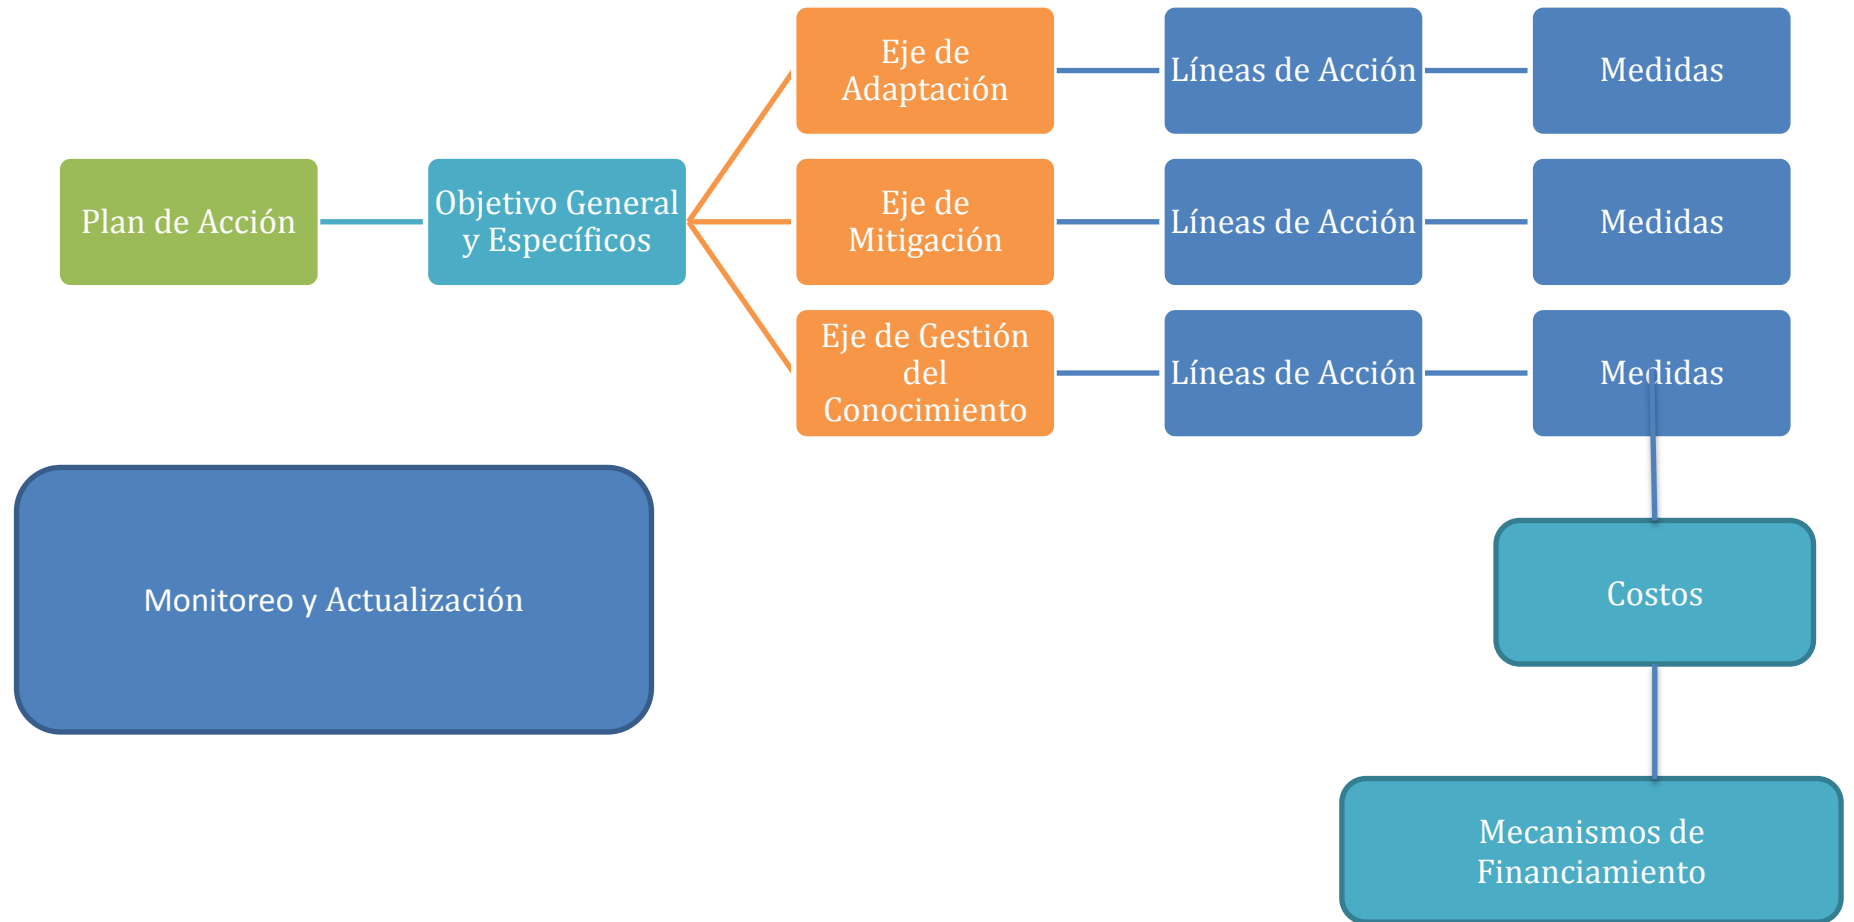 Plan de Acción
Objetivo General
y Específicos
Eje de
Adaptación
Líneas de Acción
Medidas
Eje de
Mitigación
Líneas de Acción
Medidas
Eje de Gestión
del
Conocimiento
Líneas de Acción
Medidas
Monitoreo y Actualización
Costos
Mecanismos de
Financiamiento